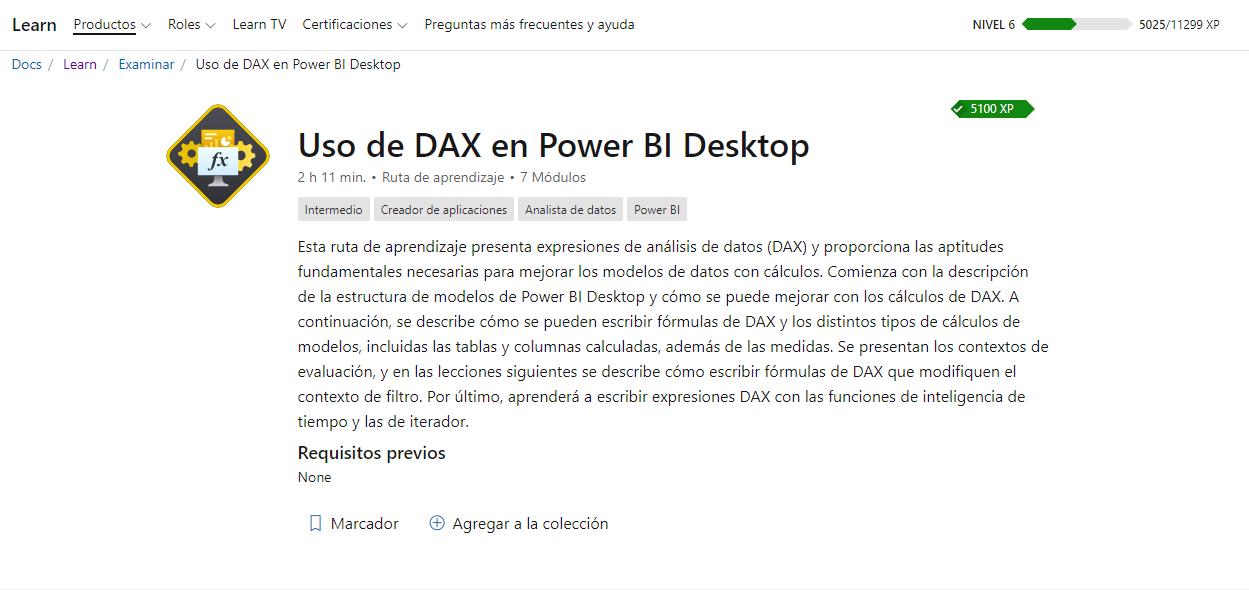 Learn Productos Roles Learn TV Certificaciones Preguntas más frecuentes y ayuda NIVEL 6 5025/11299 XP
Docs / Learn / Examinar / Uso de DAX en Power BI Desktop
5100 XP
fx
Uso de DAX en Power BI Desktop
2 h 11 min. • Ruta de aprendizaje • 7 Módulos
Intermedio Creador de aplicaciones Analista de datos Power BI
Esta ruta de aprendizaje presenta expresiones de análisis de datos (DAX) y proporciona las aptitudes
fundamentales necesarias para mejorar los modelos de datos con cálculos. Comienza con la descripción
de la estructura de modelos de Power BI Desktop y cómo se puede mejorar con los cálculos de DAX. A
continuación, se describe cómo se pueden escribir fórmulas de DAX y los distintos tipos de cálculos de
modelos, incluidas las tablas y columnas calculadas, además de las medidas. Se presentan los contextos de
evaluación, y en las lecciones siguientes se describe cómo escribir fórmulas de DAX que modifiquen el
contexto de filtro. Por último, aprenderá a escribir expresiones DAX con las funciones de inteligencia de
tiempo y las de iterador.
Requisitos previos
None
Marcador Agregar a la colección